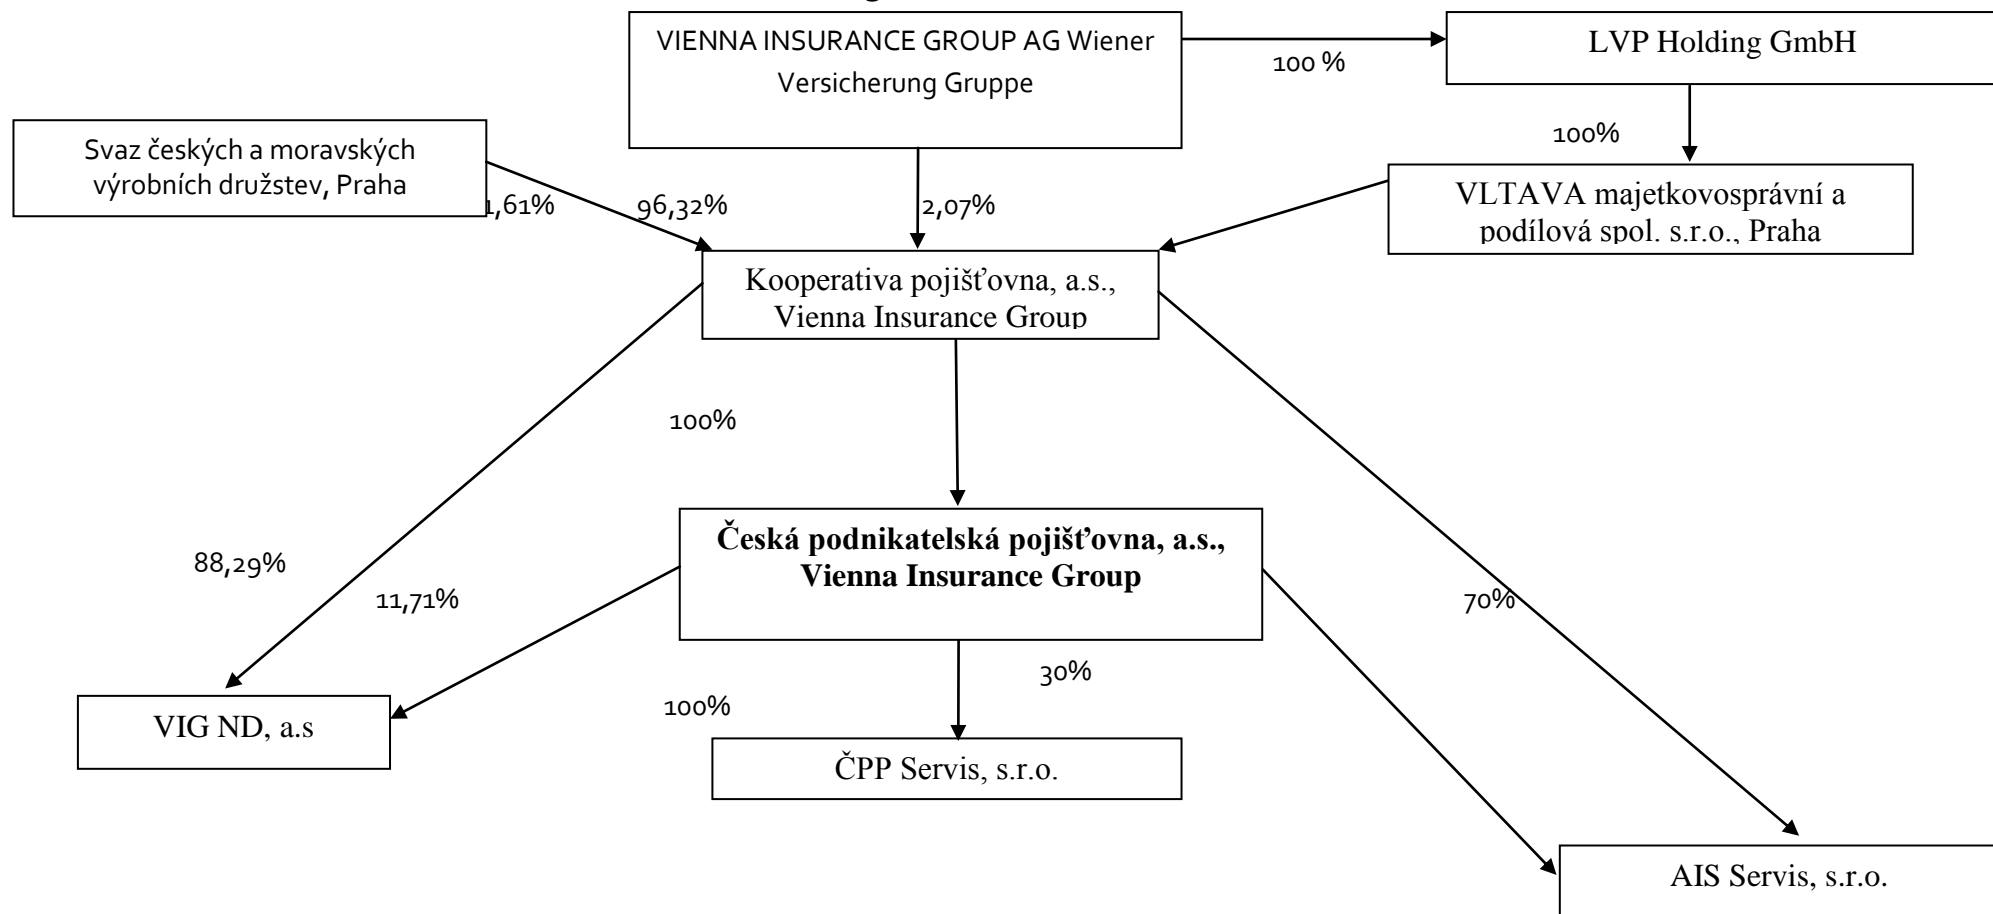 VIENNA INSURANCE GROUP AG Wiener
Versicherung Gruppe
LVP Holding GmbH
100 %
Svaz českých a moravských
výrobních družstev, Praha
100%
VLTAVA majetkovosprávní a
podílová spol. s.r.o., Praha
1,61%
96,32%
2,07%
Kooperativa pojišťovna, a.s.,
Vienna Insurance Group
100%
Česká podnikatelská pojišťovna, a.s.,
Vienna Insurance Group
88,29%
11,71%
70%
30%
100%
VIG ND, a.s
ČPP Servis, s.r.o.
AIS Servis, s.r.o.